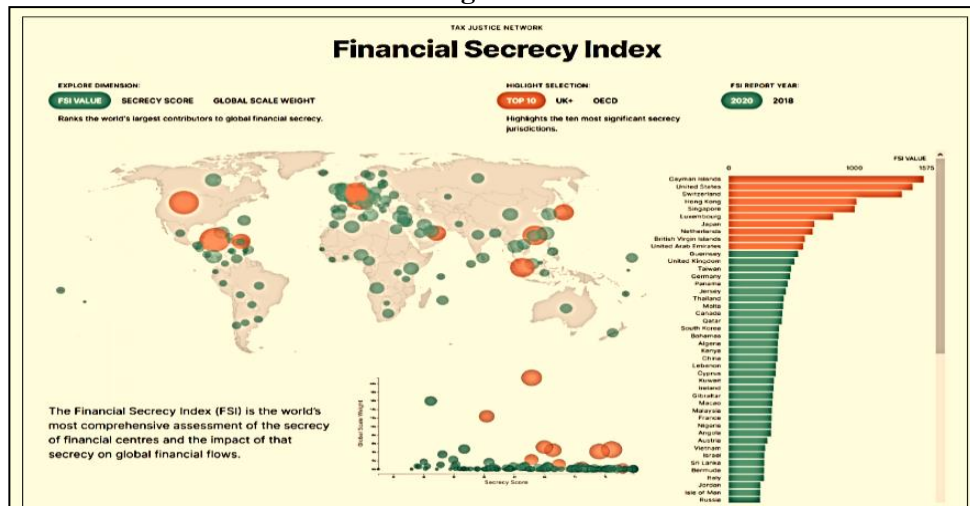 TAX JUSTICE NETWORK
Financial Secrecy Index
EXPLORE DIMENSION:
FSI VALUE SECRECY SCORE GLOBAL SCALE WEIGHT
Ranks the world's largest contributors to global financial secrecy.
HIGLIGHT SELECTION:
TOP 10 UK+ OECD
Highlights the ten most significant secrecy
jurisdictions.
FSI REPORT YEAR:
2020 2018
FSI VALUE
0 1000 1575
Cayman Islands
United States
Switzerland
Hong Kong
Singapore
Luxembourg
Japan
Netherlands
British Virgin Islands
United Arab Emirates
Guernsey
United Kingdom
Taiwan
Germany
Panama
Jersey
Thailand
Malta
Canada
Qatar
South Korea
Bahamas
Algeria
Kenya
China
Lebanon
Cyprus
Kuwait
Ireland
Gibraltar
Macao
Malaysia
France
Nigeria
Angola
Austria
Vietnam
Israel
Sri Lanka
Bermuda
Italy
Jordan
Isle of Man
Russia
The Financial Secrecy Index (FSI) is the world's
most comprehensive assessment of the secrecy
of financial centres and the impact of that
secrecy on global financial flows.
Global Scale Weight
Secrecy Score